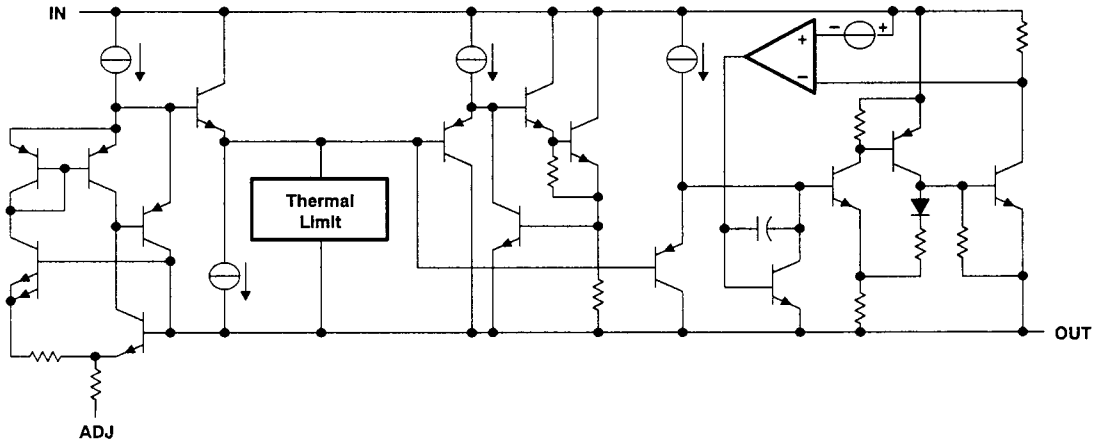 IN
− +
+
−
Thermal
Limit
OUT
ADJ